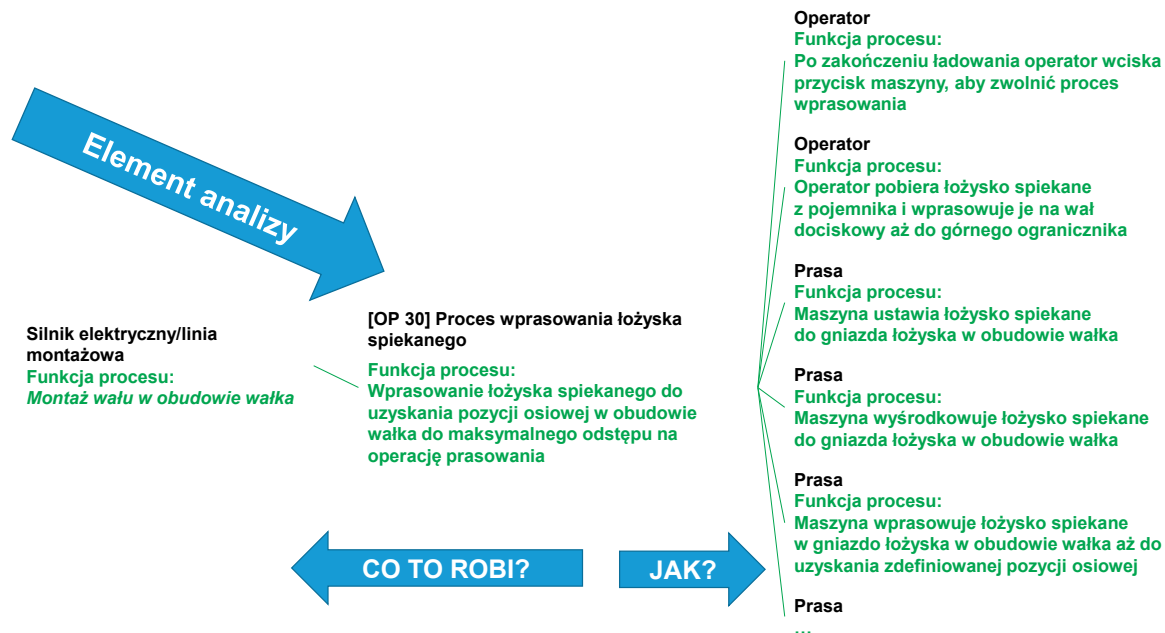 Element analizy
Silnik elektryczny/linia
montażowa
Funkcja procesu:
Montaż wału w obudowie wałka
[OP 30] Proces wprasowania łożyska
spiekanego
Funkcja procesu:
Wprasowanie łożyska spiekanego do
uzyskania pozycji osiowej w obudowie
wałka do maksymalnego odstępu na
operację prasowania
CO TO ROBI?
JAK?
Operator
Funkcja procesu:
Po zakończeniu ładowania operator wciska
przycisk maszyny, aby zwolnić proces
wprasowania
Operator
Funkcja procesu:
Operator pobiera łożysko spiekane
z pojemnika i wprasowuje je na wał
dociskowy aż do górnego ogranicznika
Prasa
Funkcja procesu:
Maszyna ustawia łożysko spiekane
do gniazda łożyska w obudowie wałka
Prasa
Funkcja procesu:
Maszyna wyśrodkowuje łożysko spiekane
do gniazda łożyska w obudowie wałka
Prasa
Funkcja procesu:
Maszyna wprasowuje łożysko spiekane
w gniazdo łożyska w obudowie wałka aż do
uzyskania zdefiniowanej pozycji osiowej
Prasa
...